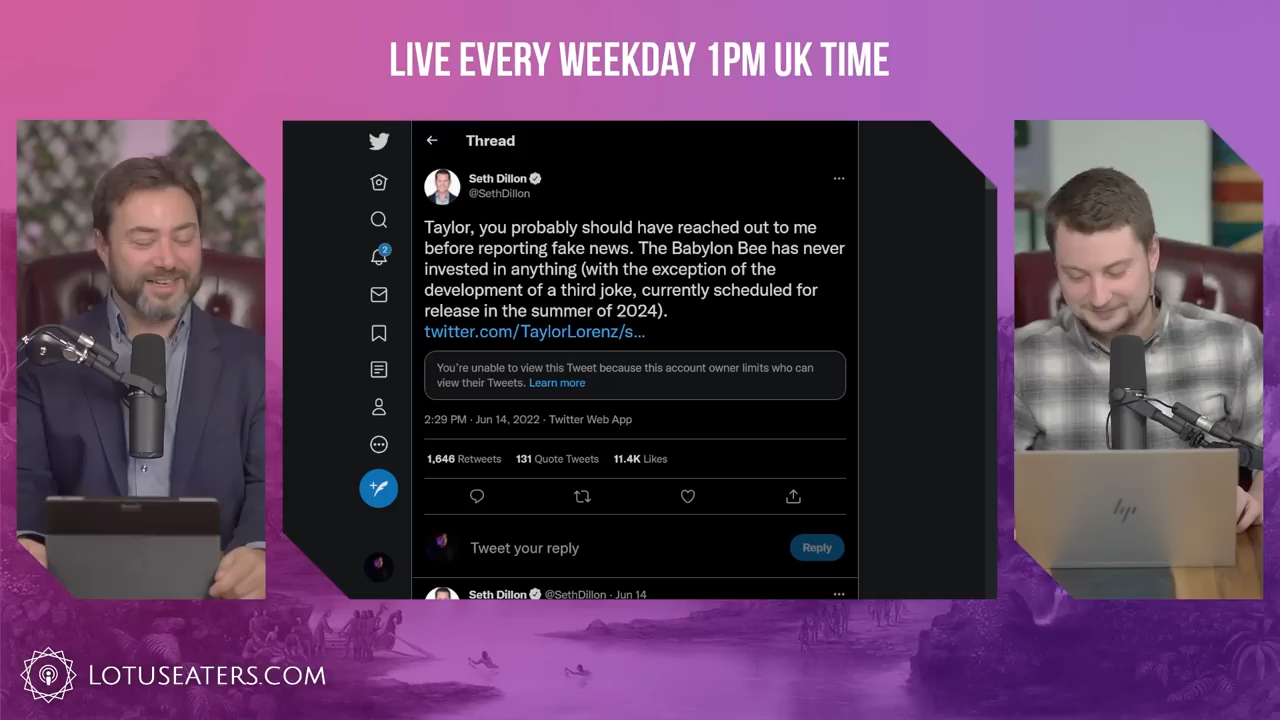 LIVE EVERY WEEKDAY 1PM UK TIME
Thread
Seth Dillon
@SethDillon
Taylor, you probably should have reached out to me
before reporting fake news. The Babylon Bee has never
invested in anything (with the exception of the
development of a third joke, currently scheduled for
release in the summer of 2024).
twitter.com/TaylorLorenz/s...
You're unable to view this Tweet because this account owner limits who can
view their Tweets. Learn more
2:29 PM · Jun 14, 2022 · Twitter Web App
1,646 Retweets 131 Quote Tweets 11.4K Likes
Tweet your reply
Reply
Seth Dillon @SethDillon · Jun 14
2
hp
LOTUSEATERS.COM